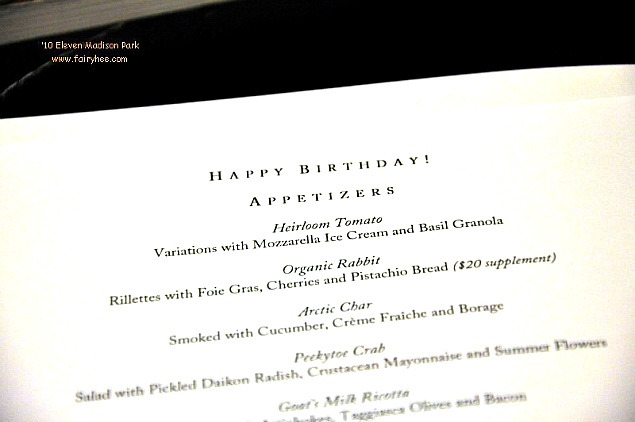 '10 Eleven Madison Park
www.fairyhee.com
HAPPY BIRTHDAY!
APPETIZERS
Heirloom Tomato
Variations with Mozzarella Ice Cream and Basil Granola
Organic Rabbit
Rillettes with Foie Gras, Cherries and Pistachio Bread ($20 supplement)
Arctic Char
Smoked with Cucumber, Crème Fraîche and Borage
Peekytoe Crab
Salad with Pickled Daikon Radish, Crustacean Mayonnaise and Summer Flowers
Goat's Milk Ricotta
Taggiasca Olives and Bacon